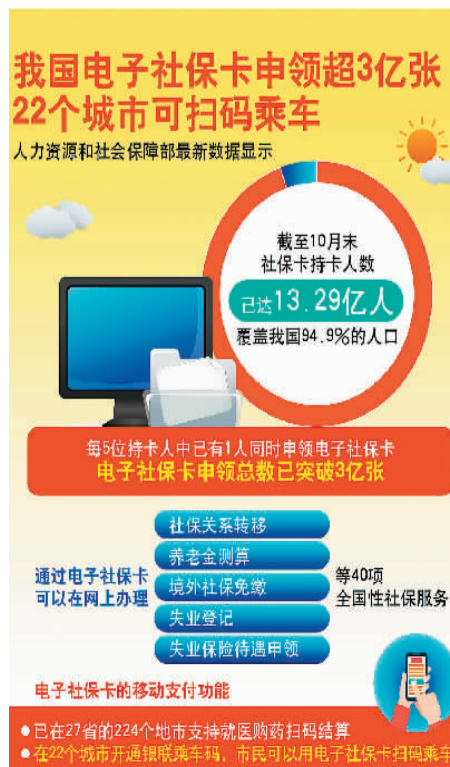 我国电子社保卡申领超3亿张
22个城市可扫码乘车
人力资源和社会保障部最新数据显示
截至10月末
社保卡持卡人数
已达13.29亿人
覆盖我国94.9%的人口
每5位持卡人中已有1人同时申领电子社保卡
电子社保卡申领总数已突破3亿张
通过电子社保卡
可以在网上办理
社保关系转移
养老金测算
境外社保免缴
失业登记
失业保险待遇申领
等40项
全国性社保服务
电子社保卡的移动支付功能
●已在27省的224个地市支持就医购药扫码结算
●在22个城市开通银联乘车码，市民可以用电子社保卡扫码乘车